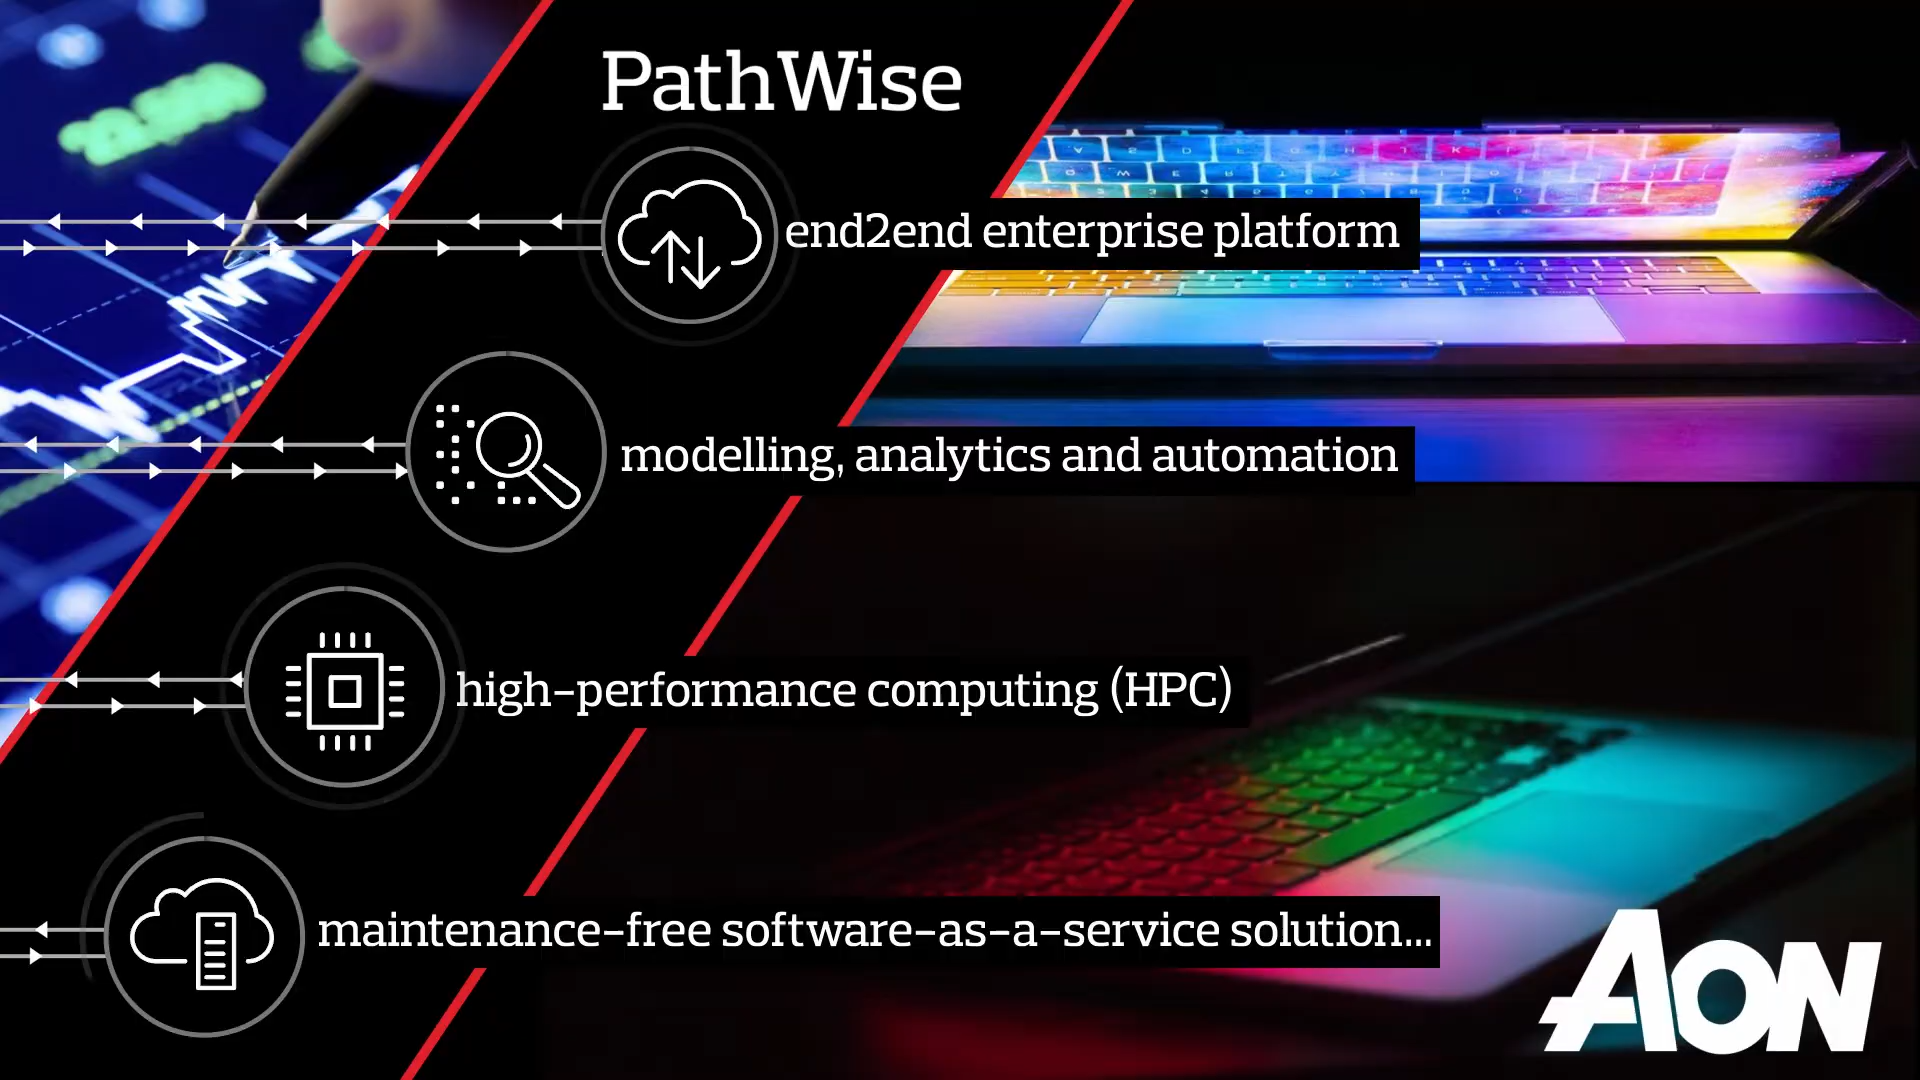 PathWise
end2end enterprise platform
modelling, analytics and automation
high-performance computing (HPC)
maintenance-free software-as-a-service solution...
AON